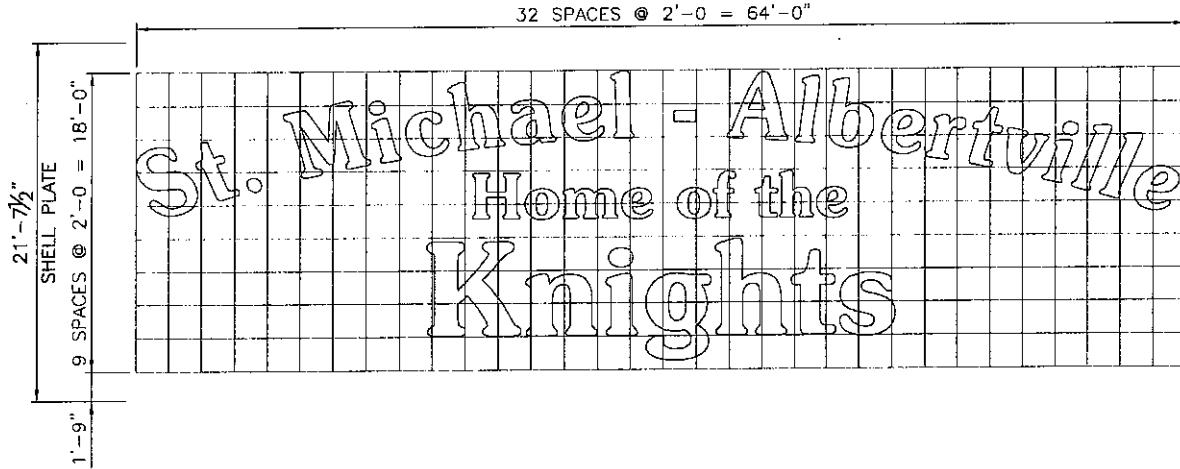 32 SPACES @ 2'-0 = 64'-0"
21'-7½"
SHELL PLATE
9 SPACES @ 2'-0 = 18'-0"
1'-9"
St. Michael - Albertville
Home of the
Knights